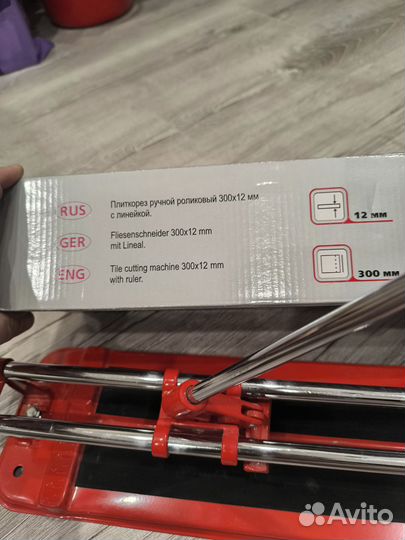 RUS
Плиткорез ручной роликовый 300x12 мм
с линейкой.
GER
Fliesenschneider 300x12 mm
mit Lineal.
ENG
Tile cutting machine 300x12 mm
with ruler.
12 мм
300 мм
Avito